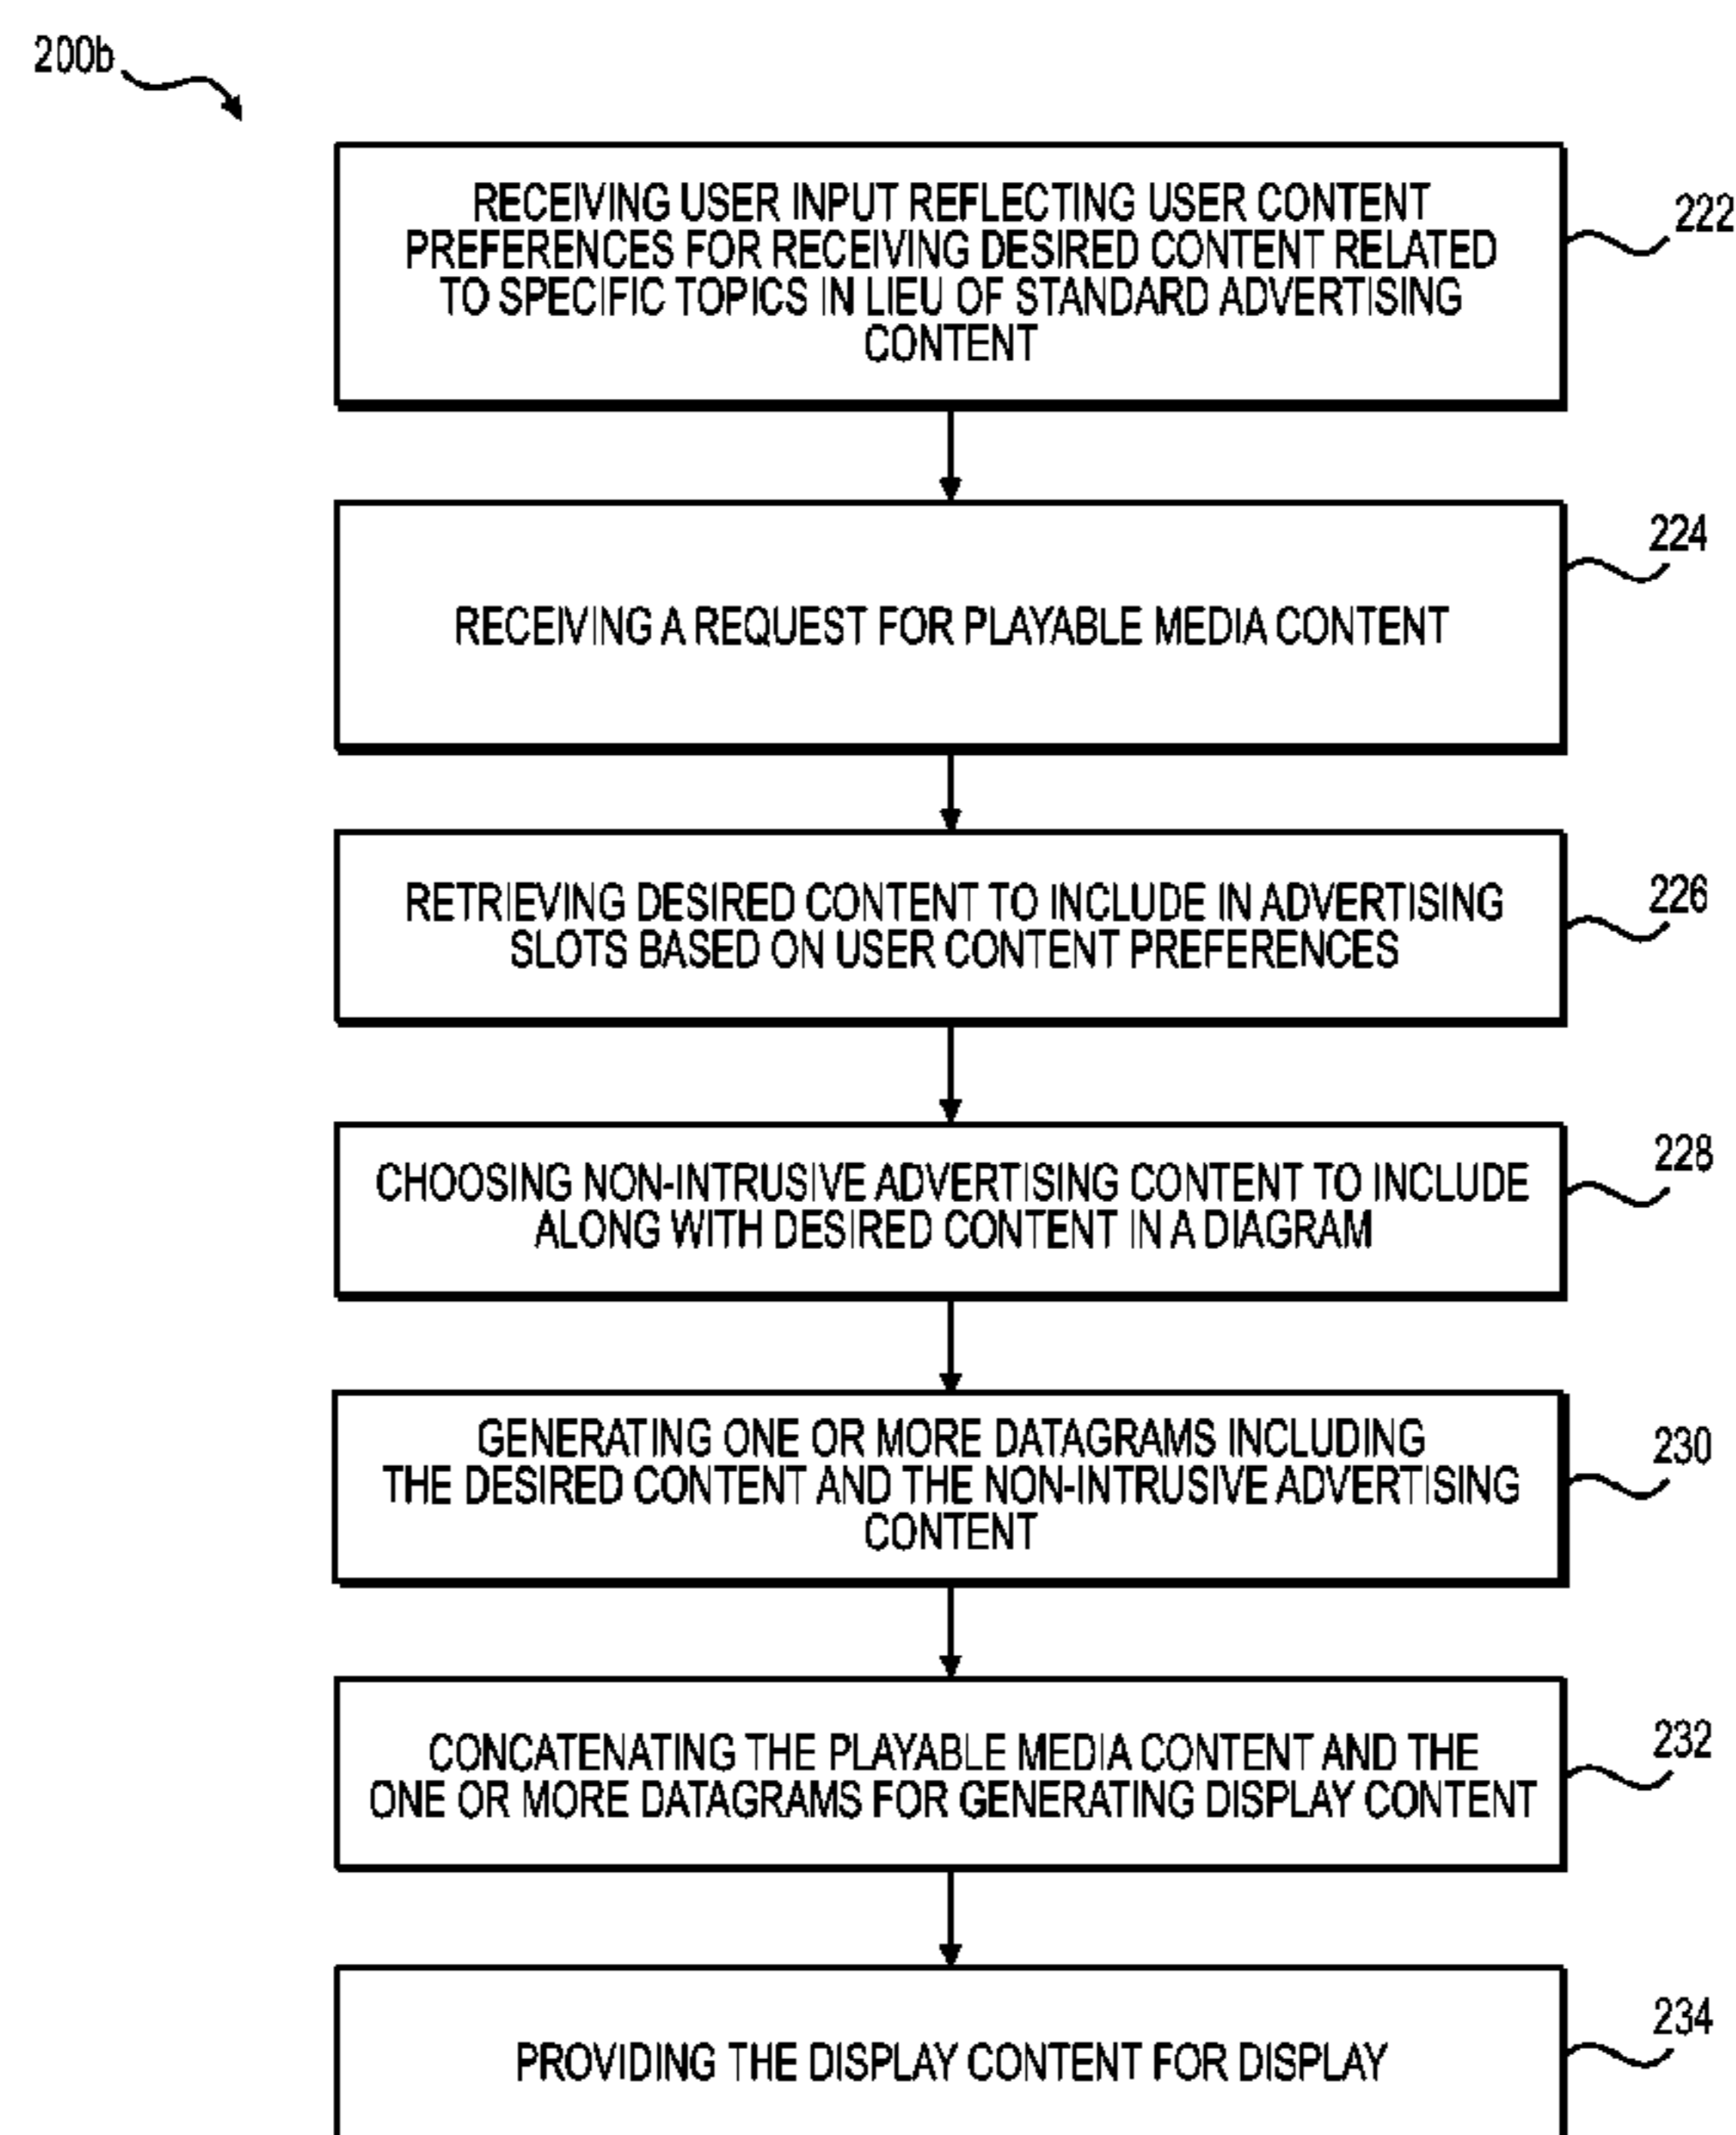 200b
RECEIVING USER INPUT REFLECTING USER CONTENT
PREFERENCES FOR RECEIVING DESIRED CONTENT RELATED
TO SPECIFIC TOPICS IN LIEU OF STANDARD ADVERTISING
CONTENT
222
RECEIVING A REQUEST FOR PLAYABLE MEDIA CONTENT
224
RETRIEVING DESIRED CONTENT TO INCLUDE IN ADVERTISING
SLOTS BASED ON USER CONTENT PREFERENCES
226
CHOOSING NON-INTRUSIVE ADVERTISING CONTENT TO INCLUDE
ALONG WITH DESIRED CONTENT IN A DIAGRAM
228
GENERATING ONE OR MORE DATAGRAMS INCLUDING
THE DESIRED CONTENT AND THE NON-INTRUSIVE ADVERTISING
CONTENT
230
CONCATENATING THE PLAYABLE MEDIA CONTENT AND THE
ONE OR MORE DATAGRAMS FOR GENERATING DISPLAY CONTENT
232
PROVIDING THE DISPLAY CONTENT FOR DISPLAY
234